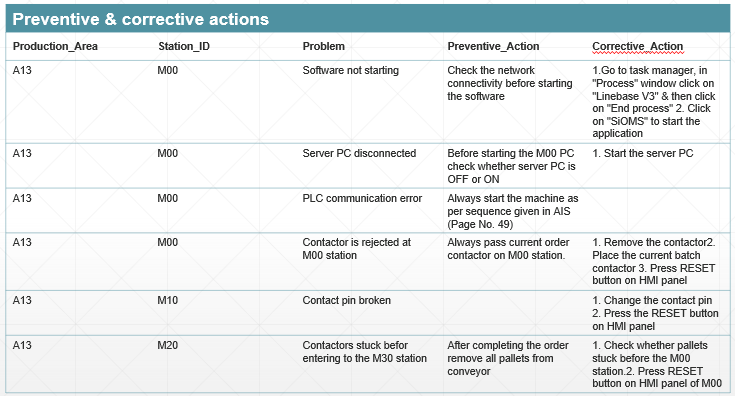 Preventive & corrective actions
Production_Area Station_ID Problem Preventive_Action Corrective_Action
A13 M00 Software not starting Check the network connectivity before starting the software 1.Go to task manager, in "Process" window click on "Linebase V3" & then click on "End process" 2. Click on "SiOMS" to start the application
A13 M00 Server PC disconnected Before starting the M00 PC check whether server PC is OFF or ON 1. Start the server PC
A13 M00 PLC communication error Always start the machine as per sequence given in AIS (Page No. 49)
A13 M00 Contactor is rejected at M00 station Always pass current order contactor on M00 station. 1. Remove the contactor2. Place the current batch contactor 3. Press RESET button on HMI panel
A13 M10 Contact pin broken 1. Change the contact pin 2. Press the RESET button on HMI panel
A13 M20 Contactors stuck befor entering to the M30 station After completing the order remove all pallets from conveyor 1. Check whether pallets stuck before the M00 station.2. Press RESET button on HMI panel of M00